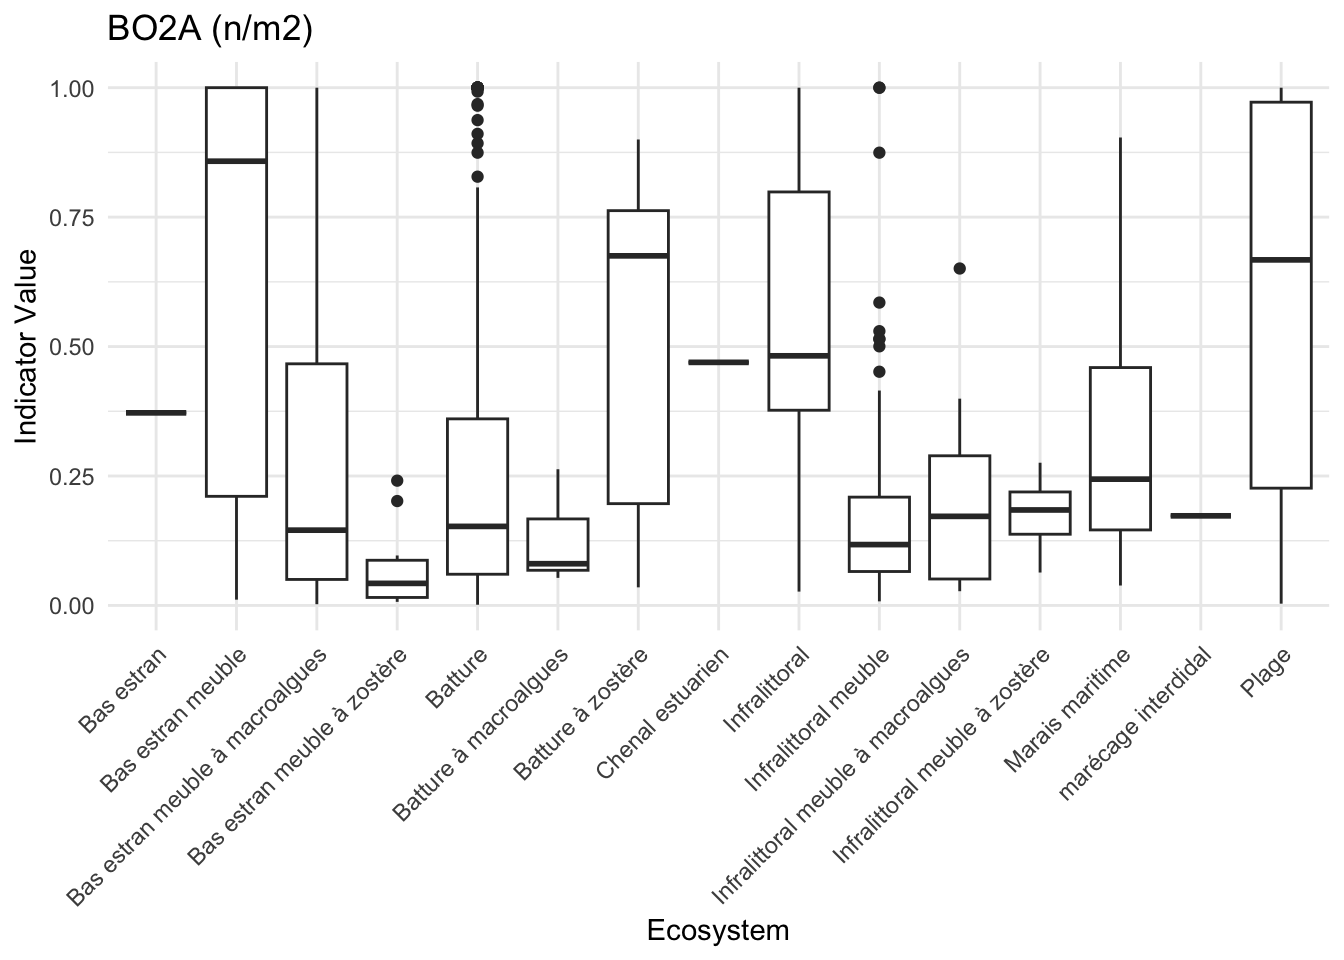 BO2A (n/m2)
1.00
0.75
0.50
0.25
0.00
Indicator Value
Bas estran
Bas estran meuble
Bas estran meuble à macroalgues
Bas estran meuble à zostère
Batture
Batture à macroalgues
Batture à zostère
Chenal estuarien
Infralittoral
Infralittoral meuble
Infralittoral meuble à macroalgues
Infralittoral meuble à zostère
Marais maritime
marécage interdidal
Plage
Ecosystem